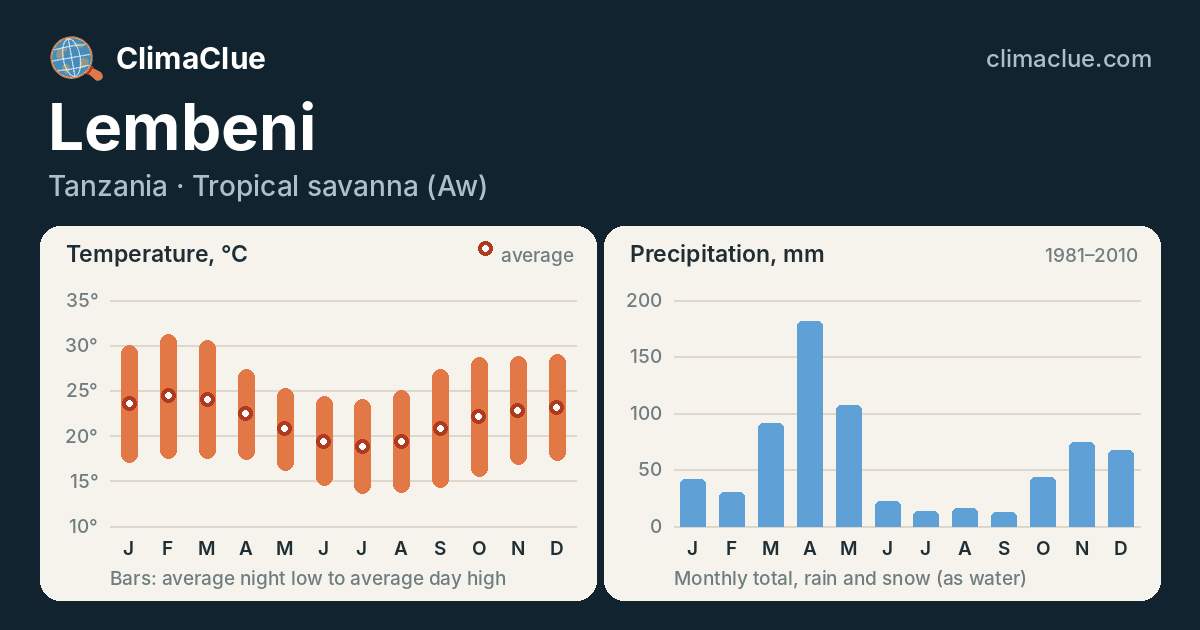 ClimaClue
climaclue.com
Lembeni
Tanzania · Tropical savanna (Aw)
Temperature, °C
average
35°
30°
25°
20°
15°
10°
J F M A M J J A S O N D
Bars: average night low to average day high
Precipitation, mm
1981–2010
200
150
100
50
0
J F M A M J J A S O N D
Monthly total, rain and snow (as water)